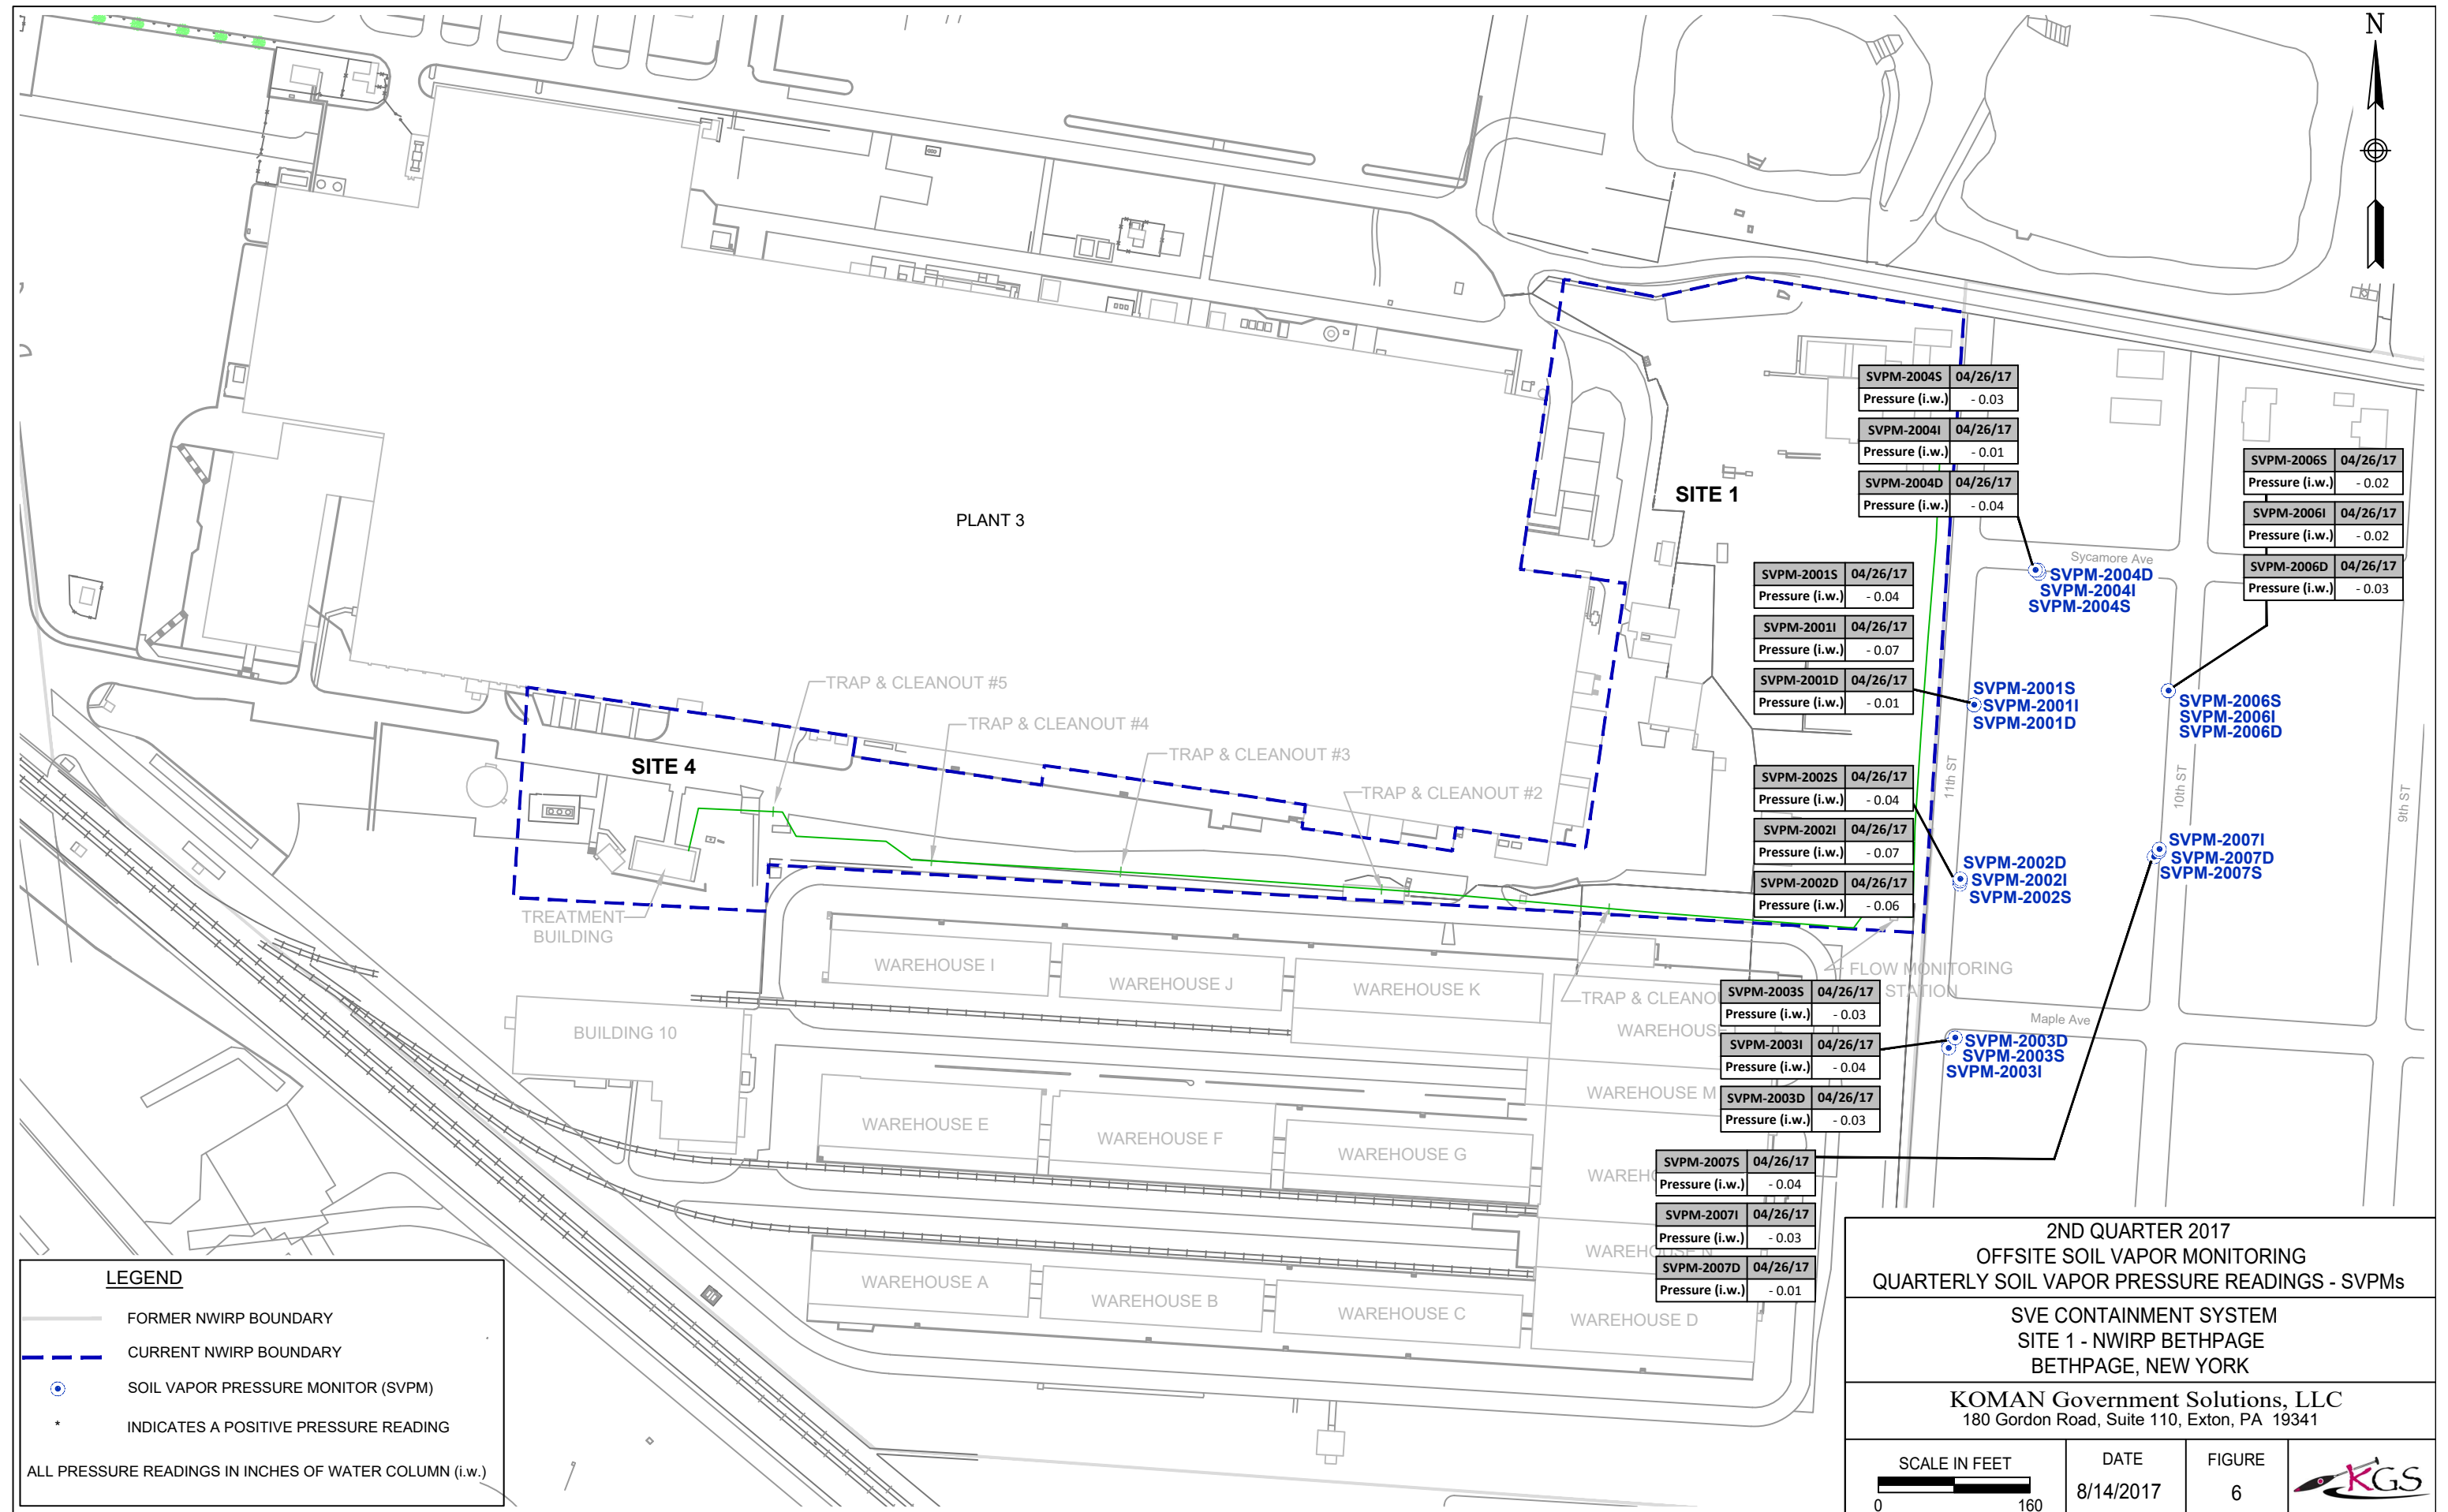 N
PLANT 3
SITE 1
SITE 4
SVPM-2004S 04/26/17
Pressure (i.w.) - 0.03
SVPM-2004I 04/26/17
Pressure (i.w.) - 0.01
SVPM-2004D 04/26/17
Pressure (i.w.) - 0.04
SVPM-2006S 04/26/17
Pressure (i.w.) - 0.02
SVPM-2006I 04/26/17
Pressure (i.w.) - 0.02
SVPM-2006D 04/26/17
Pressure (i.w.) - 0.03
Sycamore Ave
SVPM-2004D
SVPM-2004I
SVPM-2004S
SVPM-2001S 04/26/17
Pressure (i.w.) - 0.04
SVPM-2001I 04/26/17
Pressure (i.w.) - 0.07
SVPM-2001D 04/26/17
Pressure (i.w.) - 0.01
SVPM-2001S
SVPM-2001I
SVPM-2001D
SVPM-2006S
SVPM-2006I
SVPM-2006D
11th ST
10th ST
9th ST
TRAP & CLEANOUT #5
TRAP & CLEANOUT #4
TRAP & CLEANOUT #3
TRAP & CLEANOUT #2
SVPM-2002S 04/26/17
Pressure (i.w.) - 0.04
SVPM-2002I 04/26/17
Pressure (i.w.) - 0.07
SVPM-2002D 04/26/17
Pressure (i.w.) - 0.06
SVPM-2002D
SVPM-2002I
SVPM-2002S
SVPM-2007I
SVPM-2007D
SVPM-2007S
TREATMENT
BUILDING
FLOW MONITORING
STATION
TRAP & CLEANO
WAREHOUSE I
WAREHOUSE J
WAREHOUSE K
WAREHOUSE
BUILDING 10
SVPM-2003S 04/26/17
Pressure (i.w.) - 0.03
SVPM-2003I 04/26/17
Pressure (i.w.) - 0.04
SVPM-2003D 04/26/17
Pressure (i.w.) - 0.03
Maple Ave
SVPM-2003D
SVPM-2003S
SVPM-2003I
WAREHOUSE M
WAREHOUSE E
WAREHOUSE F
WAREHOUSE G
WAREHO
SVPM-2007S 04/26/17
Pressure (i.w.) - 0.04
SVPM-2007I 04/26/17
Pressure (i.w.) - 0.03
SVPM-2007D 04/26/17
Pressure (i.w.) - 0.01
WAREHOUSE N
WAREHOUSE A
WAREHOUSE B
WAREHOUSE C
WAREHOUSE D
LEGEND
FORMER NWIRP BOUNDARY
CURRENT NWIRP BOUNDARY
SOIL VAPOR PRESSURE MONITOR (SVPM)
* INDICATES A POSITIVE PRESSURE READING
ALL PRESSURE READINGS IN INCHES OF WATER COLUMN (i.w.)
2ND QUARTER 2017
OFFSITE SOIL VAPOR MONITORING
QUARTERLY SOIL VAPOR PRESSURE READINGS - SVPMs
SVE CONTAINMENT SYSTEM
SITE 1 - NWIRP BETHPAGE
BETHPAGE, NEW YORK
KOMAN Government Solutions, LLC
180 Gordon Road, Suite 110, Exton, PA 19341
SCALE IN FEET
0 160
DATE
8/14/2017
FIGURE
6
KGS